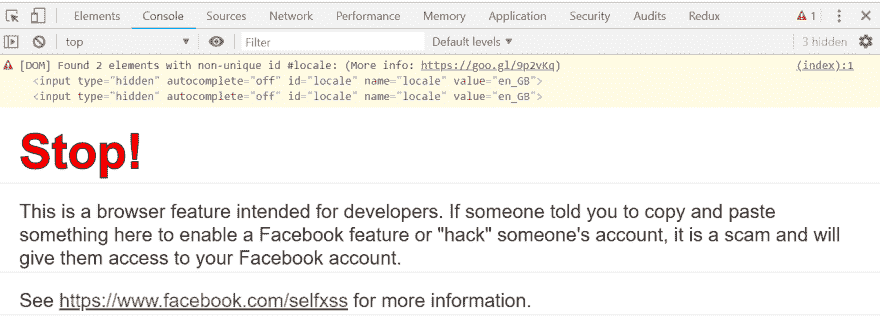 Elements Console Sources Network Performance Memory Application Security Audits Redux 1
top Filter Default levels 3 hidden
[DOM] Found 2 elements with non-unique id #locale: (More info: https://goo.gl/9p2vKq) (index):1
<input type="hidden" autocomplete="off" id="locale" name="locale" value="en_GB">
<input type="hidden" autocomplete="off" id="locale" name="locale" value="en_GB">
Stop!
This is a browser feature intended for developers. If someone told you to copy and paste
something here to enable a Facebook feature or "hack" someone's account, it is a scam and will
give them access to your Facebook account.
See https://www.facebook.com/selfxss for more information.